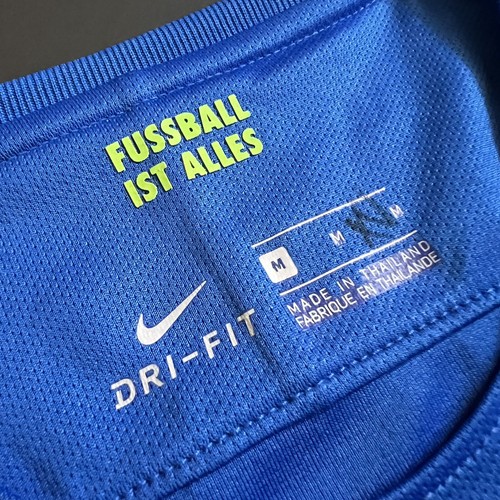 FUSSBALL
IST ALLES
M M M
MADE IN THAILAND
FABRIQUE EN THAILANDE
DRI-FIT